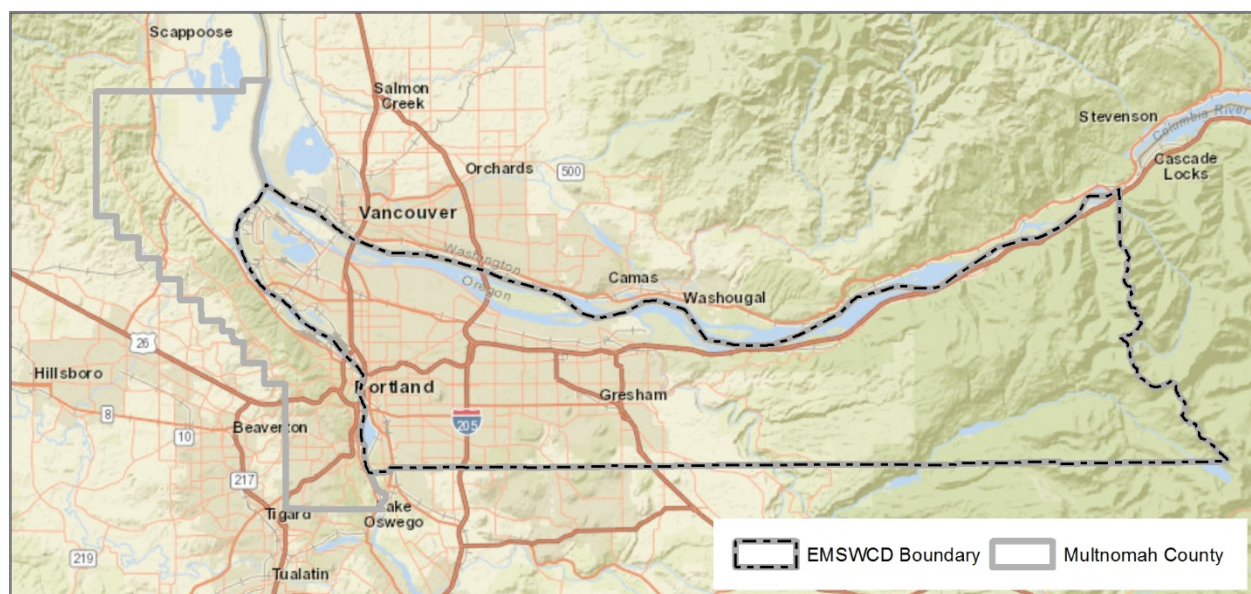 Scappoose
Salmon
Creek
Stevenson
Columbia River
Cascade
Locks
Orchards
500
Vancouver
Washington
Oregon
Camas
Washougal
26
Hillsboro
Portland
Gresham
8
10
Beaverton
205
217
Tigard
Lake
Oswego
219
Tualatin
EMSWCD Boundary
Multnomah County